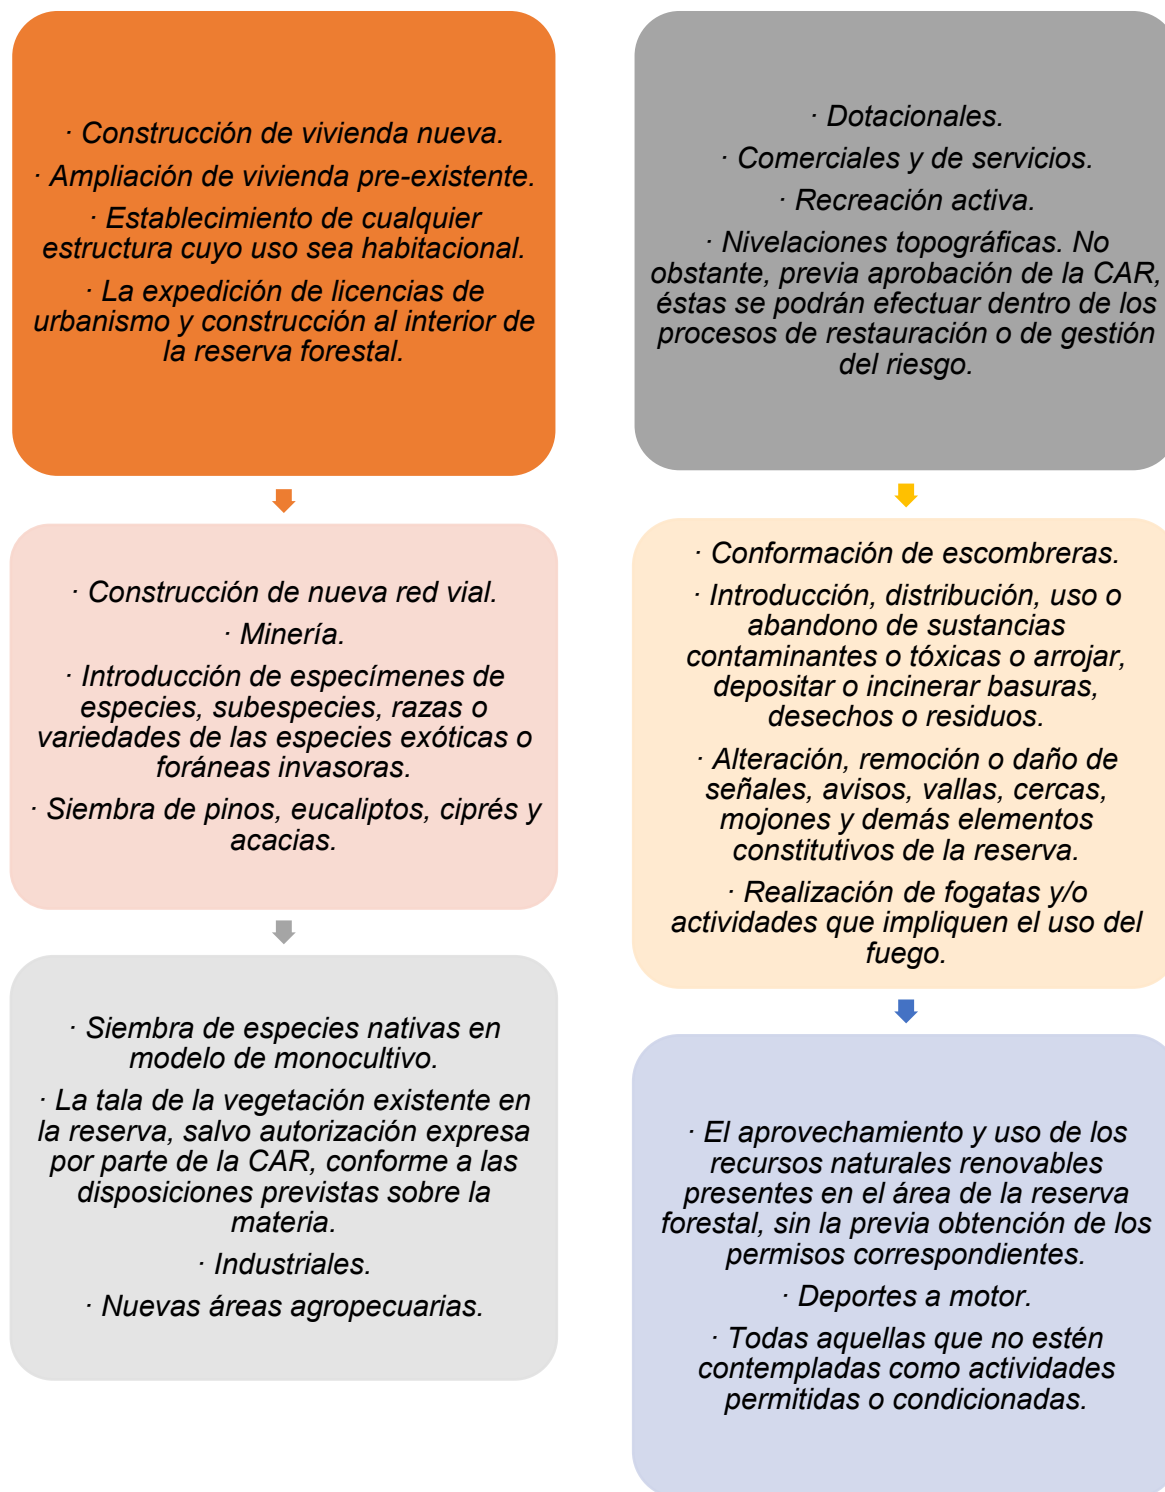 · Construcción de vivienda nueva.
· Ampliación de vivienda pre-existente.
· Establecimiento de cualquier
estructura cuyo uso sea habitacional.
· La expedición de licencias de
urbanismo y construcción al interior de
la reserva forestal.
· Construcción de nueva red vial.
· Minería.
· Introducción de especímenes de
especies, subespecies, razas o
variedades de las especies exóticas o
foráneas invasoras.
· Siembra de pinos, eucaliptos, ciprés y
acacias.
· Siembra de especies nativas en
modelo de monocultivo.
· La tala de la vegetación existente en
la reserva, salvo autorización expresa
por parte de la CAR, conforme a las
disposiciones previstas sobre la
materia.
· Industriales.
· Nuevas áreas agropecuarias.
· Dotacionales.
· Comerciales y de servicios.
· Recreación activa.
· Nivelaciones topográficas. No
obstante, previa aprobación de la CAR,
éstas se podrán efectuar dentro de los
procesos de restauración o de gestión
del riesgo.
· Conformación de escombreras.
· Introducción, distribución, uso o
abandono de sustancias
contaminantes o tóxicas o arrojar,
depositar o incinerar basuras,
desechos o residuos.
· Alteración, remoción o daño de
señales, avisos, vallas, cercas,
mojones y demás elementos
constitutivos de la reserva.
· Realización de fogatas y/o
actividades que impliquen el uso del
fuego.
· El aprovechamiento y uso de los
recursos naturales renovables
presentes en el área de la reserva
forestal, sin la previa obtención de los
permisos correspondientes.
· Deportes a motor.
· Todas aquellas que no estén
contempladas como actividades
permitidas o condicionadas.